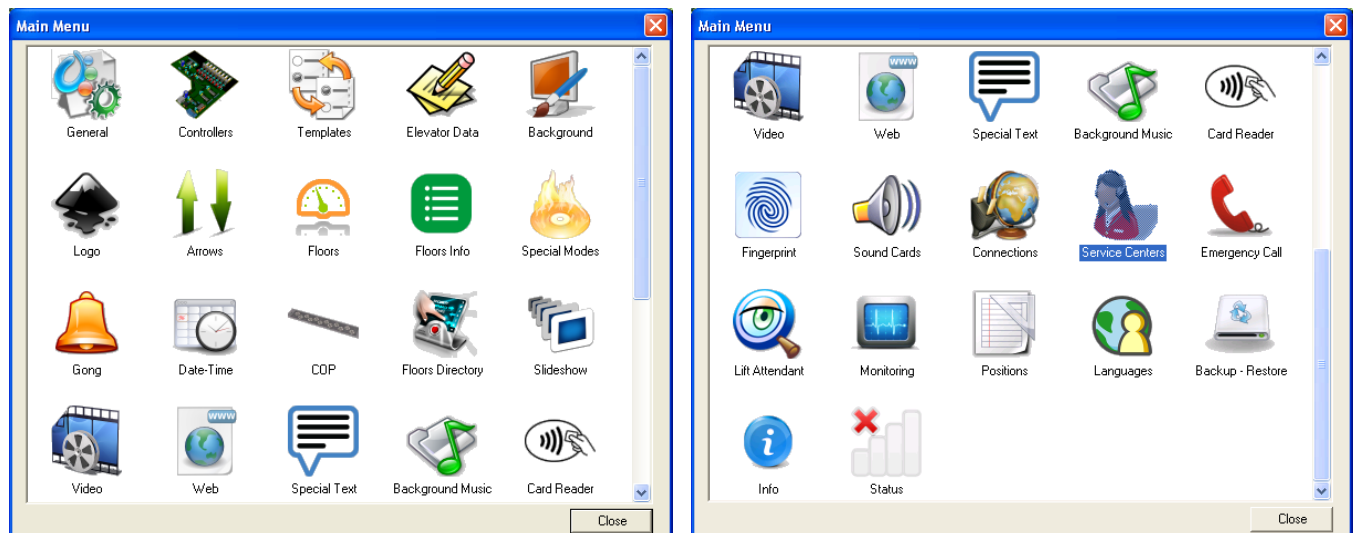 Main Menu
General Controllers Templates Elevator Data Background
Logo Arrows Floors Floors Info Special Modes
Gong Date-Time COP Floors Directory Slideshow
WWW
Video Web Special Text Background Music Card Reader
Close
Main Menu
WWW
Video Web Special Text Background Music Card Reader
Fingerprint Sound Cards Connections Service Centers Emergency Call
Lift Attendant Monitoring Positions Languages Backup - Restore
i
Info Status
Close